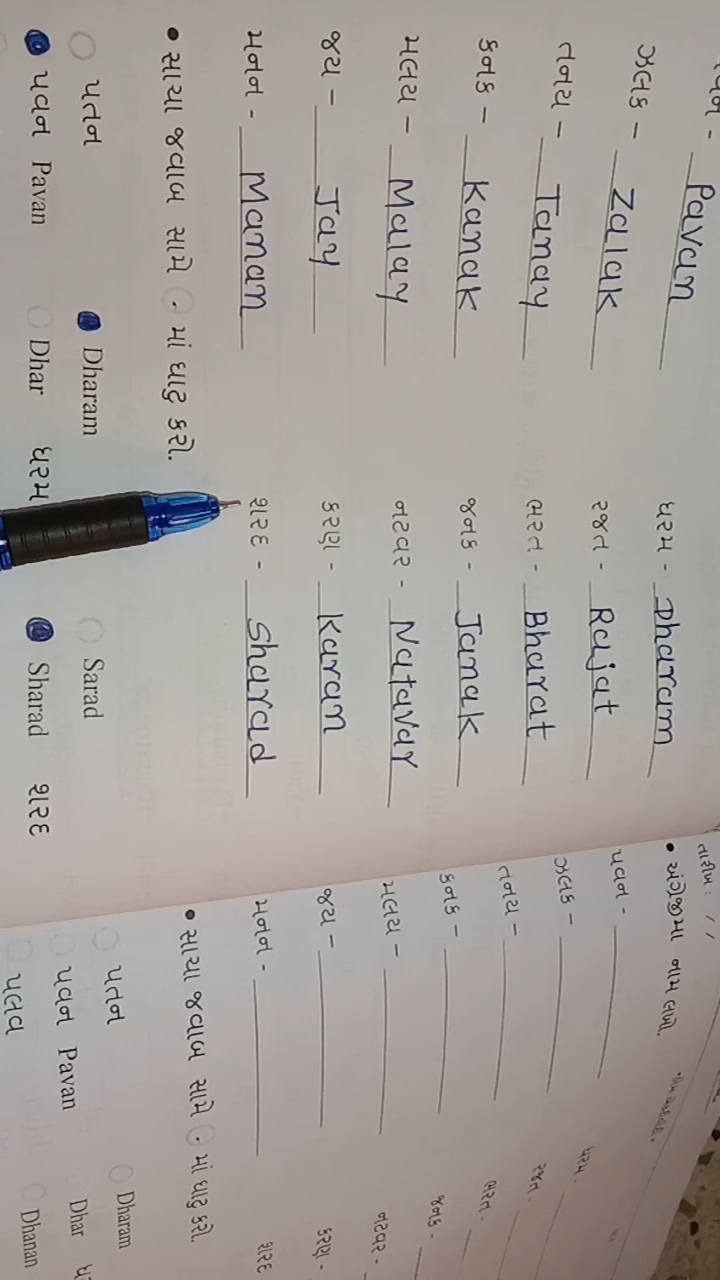 પવન - Pavan ધરમ - Dharam
ઝલક - Zalak રજત - Rajat
તનય - Tanay ભરત - Bharat
કનક - Kanak જનક - Janak
મલય - Malay નટવર - Natavar
જય - Jay કરણ - Karan
મનન - Manan શરદ - Sharad
• સાચા જવાબ સામે માં ઘાટુ કરો.
પતન Dharam Sarad
પવન Pavan Dhar ધરમ Sharad શરદ
તારીખ : / /
• અંગ્રેજીમાં નામ લખો.
પવન - ધરમ -
ઝલક - રજત -
તનય - ભરત -
કનક - જનક -
મલય - નટવર -
જય - કરણ -
મનન - શરદ
• સાચા જવાબ સામે માં ઘાટુ કરો.
પતન Dharam
પવન Pavan Dhar
પલવ Dhanan